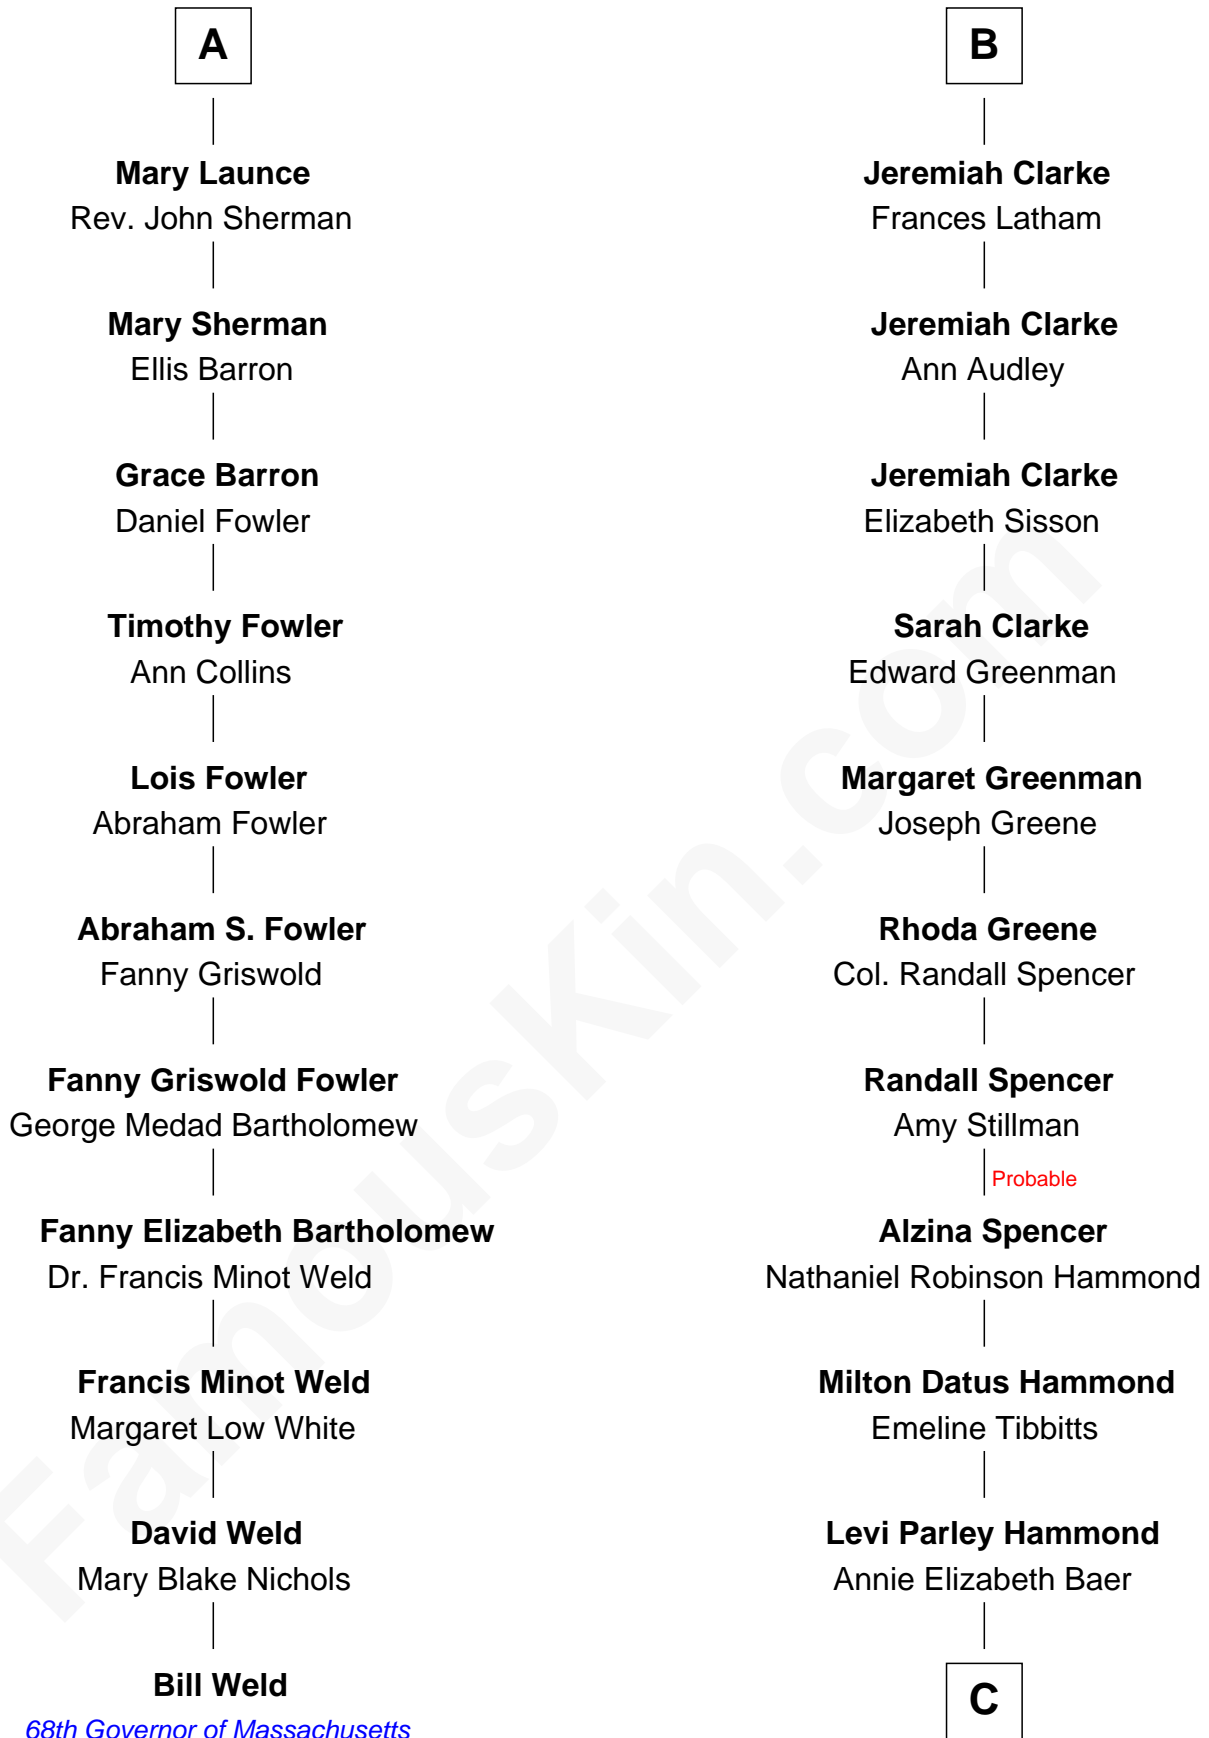 A
Mary Launce
Rev. John Sherman
Mary Sherman
Ellis Barron
Grace Barron
Daniel Fowler
Timothy Fowler
Ann Collins
Lois Fowler
Abraham Fowler
Abraham S. Fowler
Fanny Griswold
Fanny Griswold Fowler
George Medad Bartholomew
Fanny Elizabeth Bartholomew
Dr. Francis Minot Weld
Francis Minot Weld
Margaret Low White
David Weld
Mary Blake Nichols
Bill Weld
68th Governor of Massachusetts
B
Jeremiah Clarke
Frances Latham
Jeremiah Clarke
Ann Audley
Jeremiah Clarke
Elizabeth Sisson
Sarah Clarke
Edward Greenman
Margaret Greenman
Joseph Greene
Rhoda Greene
Col. Randall Spencer
Randall Spencer
Amy Stillman
Probable
Alzina Spencer
Nathaniel Robinson Hammond
Milton Datus Hammond
Emeline Tibbitts
Levi Parley Hammond
Annie Elizabeth Baer
C
FamousKin.com